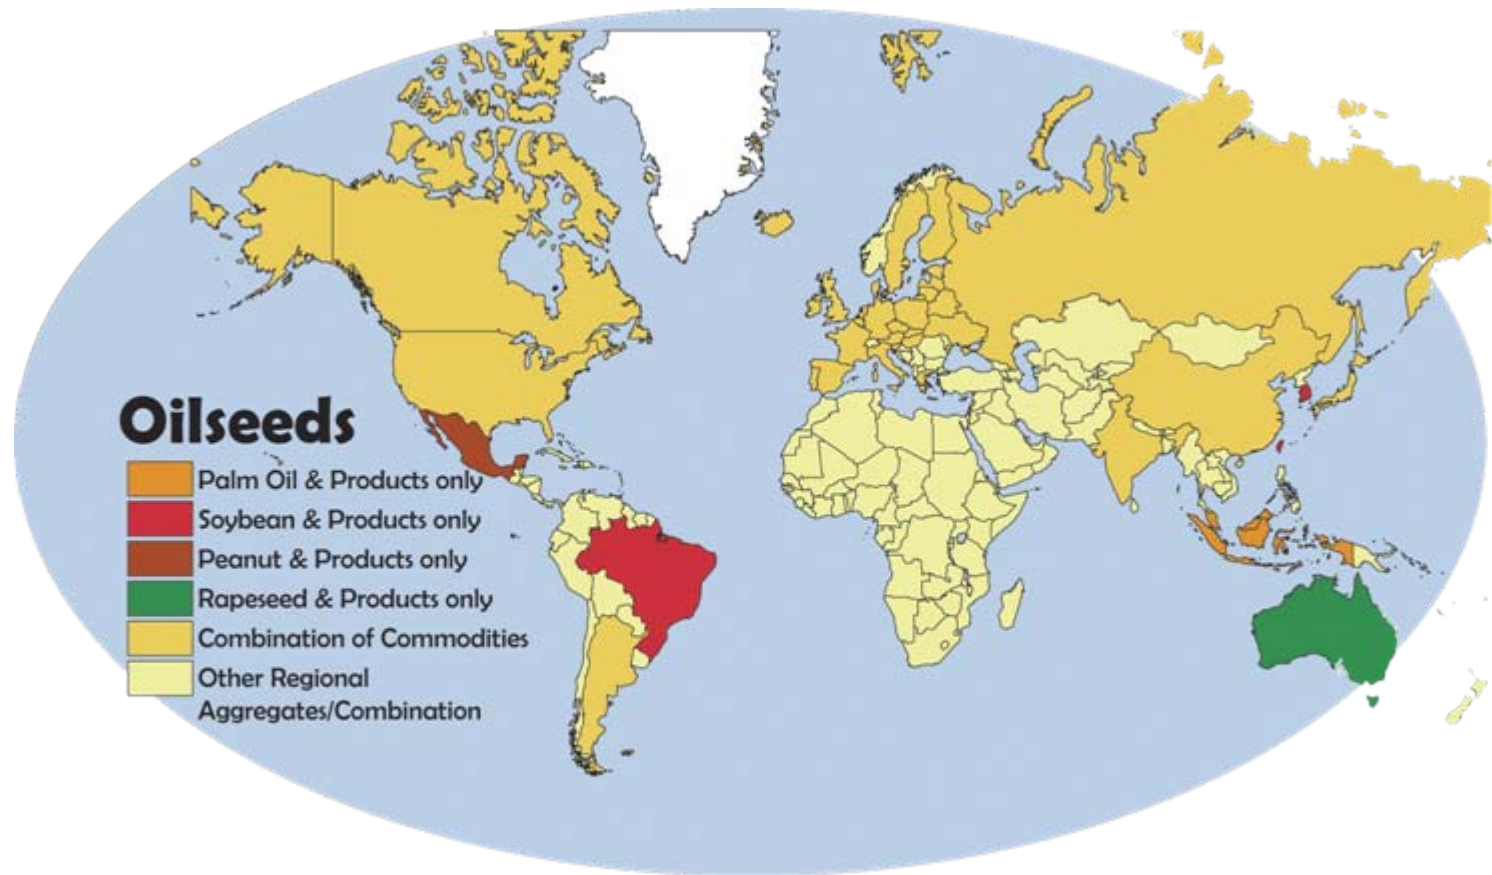 Oilseeds
Palm Oil & Products only
Soybean & Products only
Peanut & Products only
Rapeseed & Products only
Combination of Commodities
Other Regional
Aggregates/Combination